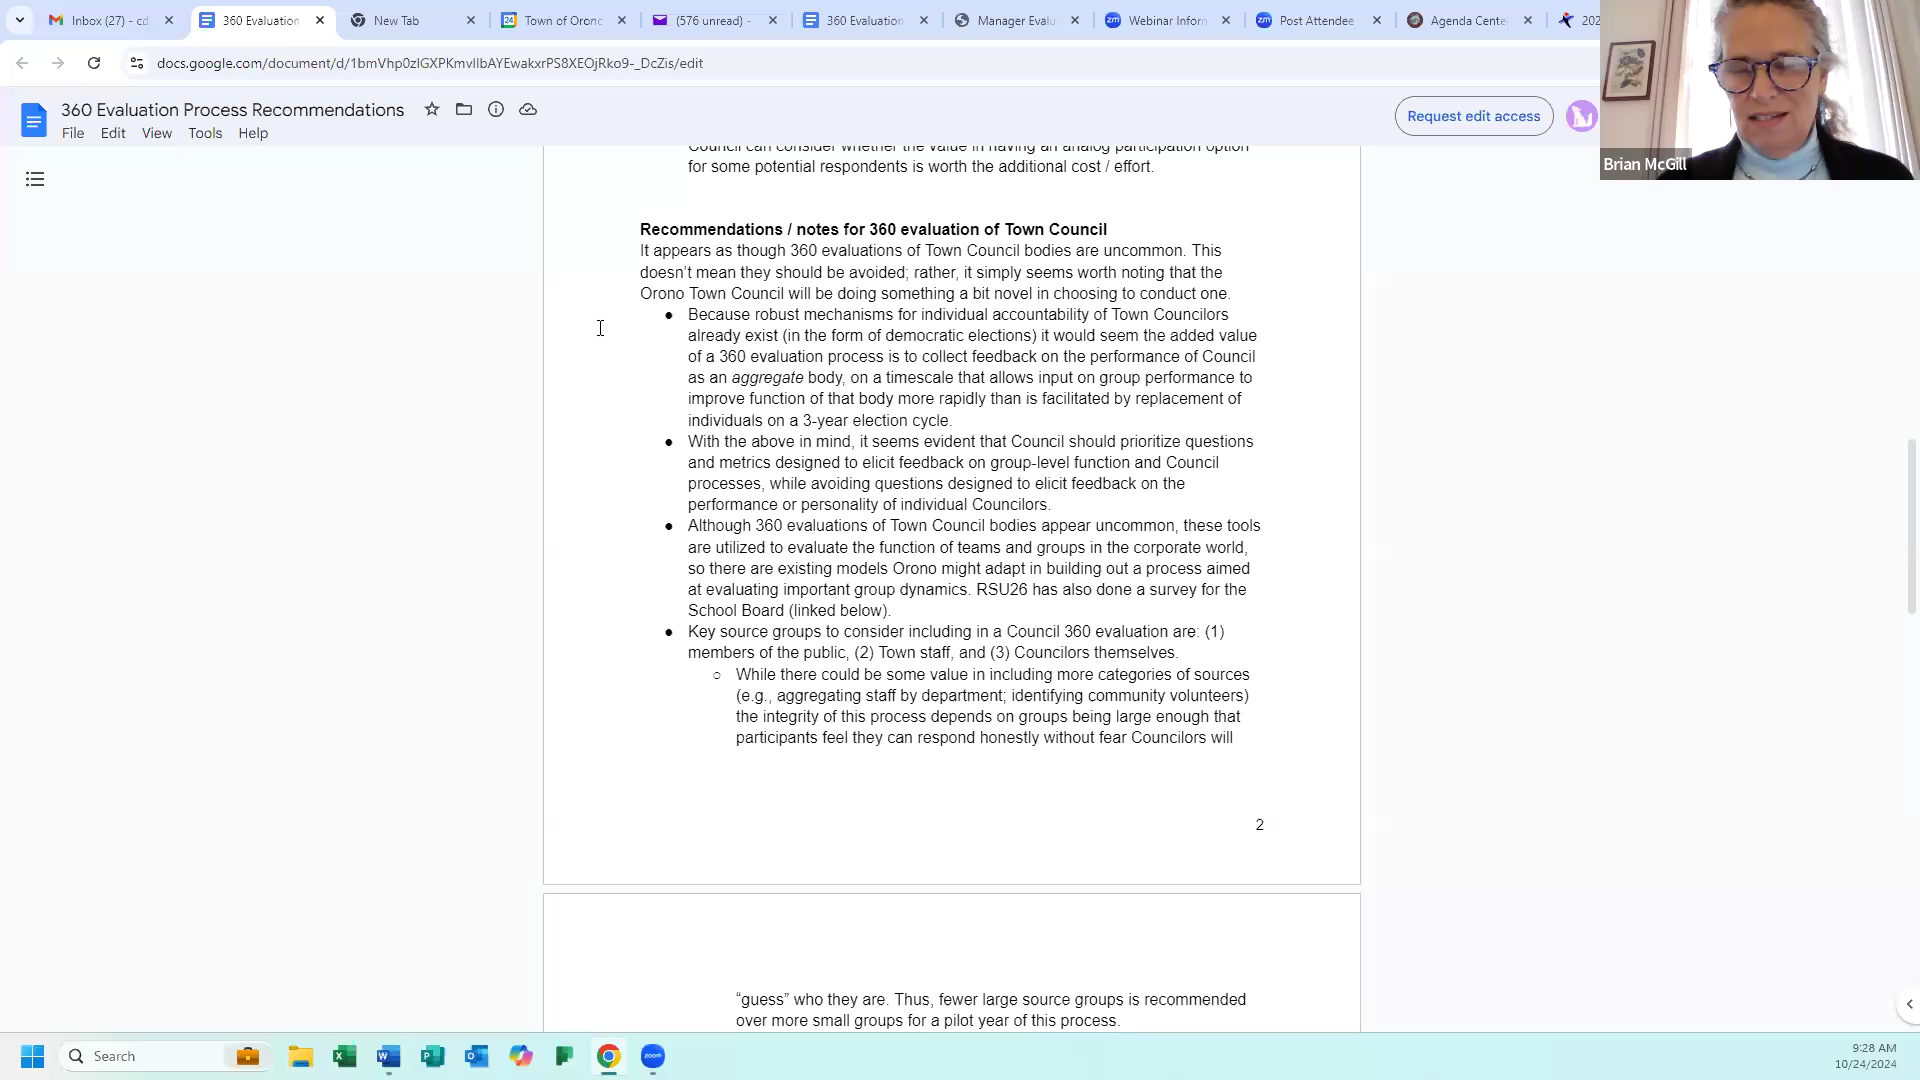 Inbox (27) - cd
360 Evaluation
New Tab
Town of Orono
(576 unread) -
360 Evaluation
Manager Evalu
Webinar Inform
Post Attendee
Agenda Cente
202
docs.google.com/document/d/1bmVhp0zIGXPKmvIlbAYEwakxrPS8XEOjRko9-_DcZis/edit
360 Evaluation Process Recommendations
File Edit View Tools Help
Request edit access
Brian McGill
Council can consider whether the value in having an analog participation option
for some potential respondents is worth the additional cost / effort.
Recommendations / notes for 360 evaluation of Town Council
It appears as though 360 evaluations of Town Council bodies are uncommon. This
doesn’t mean they should be avoided; rather, it simply seems worth noting that the
Orono Town Council will be doing something a bit novel in choosing to conduct one.
● Because robust mechanisms for individual accountability of Town Councilors
already exist (in the form of democratic elections) it would seem the added value
of a 360 evaluation process is to collect feedback on the performance of Council
as an aggregate body, on a timescale that allows input on group performance to
improve function of that body more rapidly than is facilitated by replacement of
individuals on a 3-year election cycle.
● With the above in mind, it seems evident that Council should prioritize questions
and metrics designed to elicit feedback on group-level function and Council
processes, while avoiding questions designed to elicit feedback on the
performance or personality of individual Councilors.
● Although 360 evaluations of Town Council bodies appear uncommon, these tools
are utilized to evaluate the function of teams and groups in the corporate world,
so there are existing models Orono might adapt in building out a process aimed
at evaluating important group dynamics. RSU26 has also done a survey for the
School Board (linked below).
● Key source groups to consider including in a Council 360 evaluation are: (1)
members of the public, (2) Town staff, and (3) Councilors themselves.
○ While there could be some value in including more categories of sources
(e.g., aggregating staff by department; identifying community volunteers)
the integrity of this process depends on groups being large enough that
participants feel they can respond honestly without fear Councilors will
2
“guess” who they are. Thus, fewer large source groups is recommended
over more small groups for a pilot year of this process.
Search
9:28 AM
10/24/2024